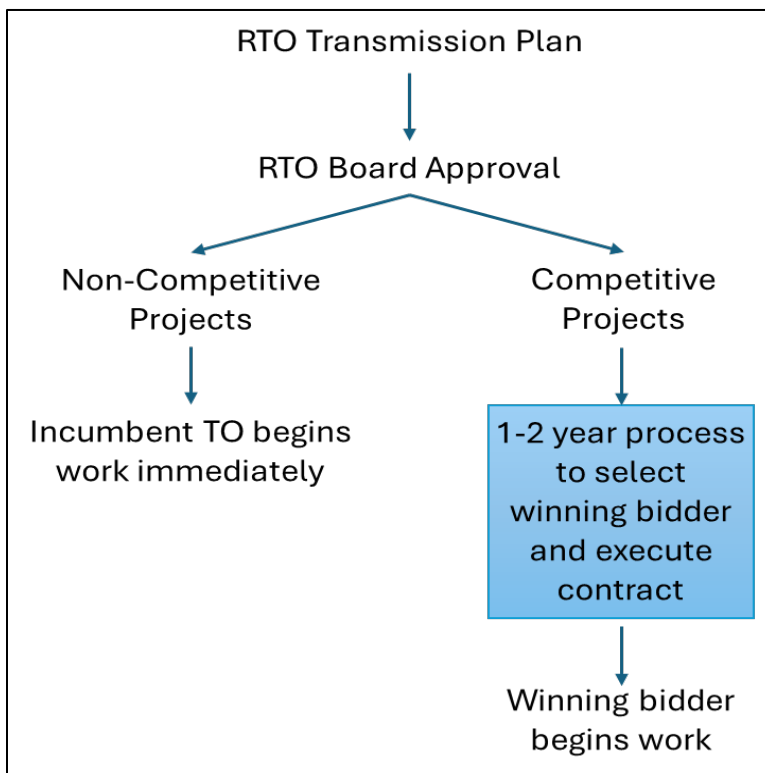 RTO Transmission Plan
RTO Board Approval
Non-Competitive
Projects
Competitive
Projects
Incumbent TO begins
work immediately
1-2 year process
to select
winning bidder
and execute
contract
Winning bidder
begins work